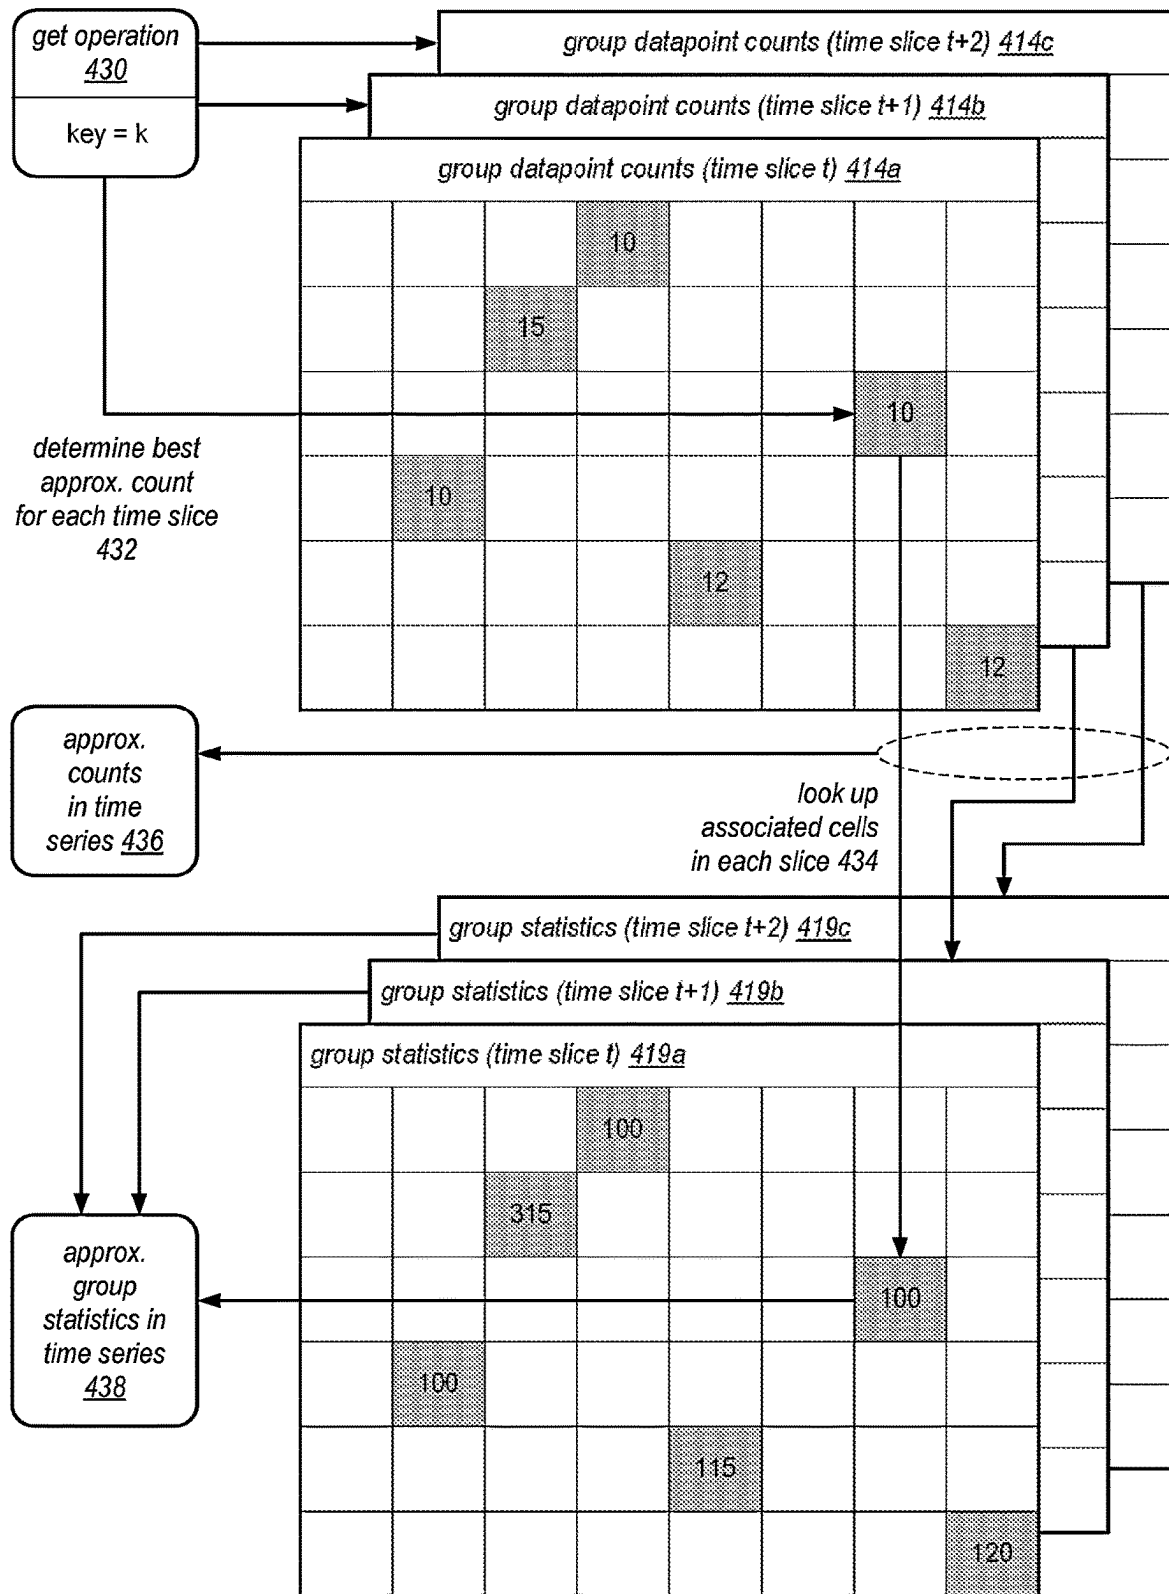 get operation
430
key = k
group datapoint counts (time slice t+2) 414c
group datapoint counts (time slice t+1) 414b
group datapoint counts (time slice t) 414a
10
15
10
10
12
12
determine best
approx. count
for each time slice
432
approx.
counts
in time
series 436
look up
associated cells
in each slice 434
group statistics (time slice t+2) 419c
group statistics (time slice t+1) 419b
group statistics (time slice t) 419a
100
315
100
100
115
120
approx.
group
statistics in
time series
438